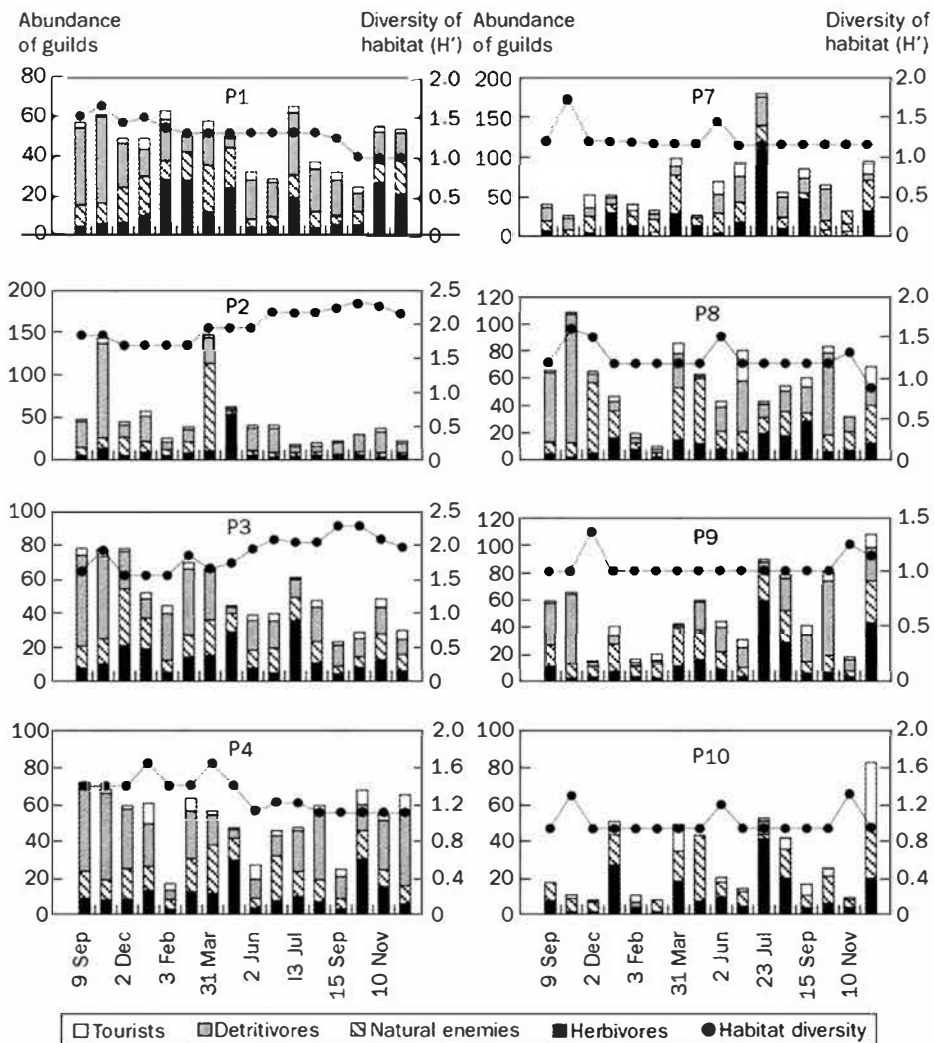 Abundance of guilds
Diversity of habitat (H')
Abundance of guilds
Diversity of habitat (H')
P1
80
60
40
20
0
2.0
1.5
1.0
0.5
0
P7
200
150
100
50
0
2.0
1.5
1.0
0.5
0
P2
200
150
100
50
0
2.5
2.0
1.5
1.0
0.5
0
P8
120
100
80
60
40
20
0
2.0
1.5
1.0
0.5
0
P3
100
80
60
40
20
0
2.5
2.0
1.5
1.0
0.5
0
P9
120
100
80
60
40
20
0
1.5
1.0
0.5
0
P4
100
80
60
40
20
0
2.0
1.6
1.2
0.8
0.4
0
P10
100
80
60
40
20
0
2.0
1.6
1.2
0.8
0.4
0
9 Sep
2 Dec
3 Feb
31 Mar
2 Jun
13 Jul
15 Sep
10 Nov
9 Sep
2 Dec
3 Feb
31 Mar
2 Jun
23 Jul
15 Sep
10 Nov
Tourists
Detritivores
Natural enemies
Herbivores
Habitat diversity